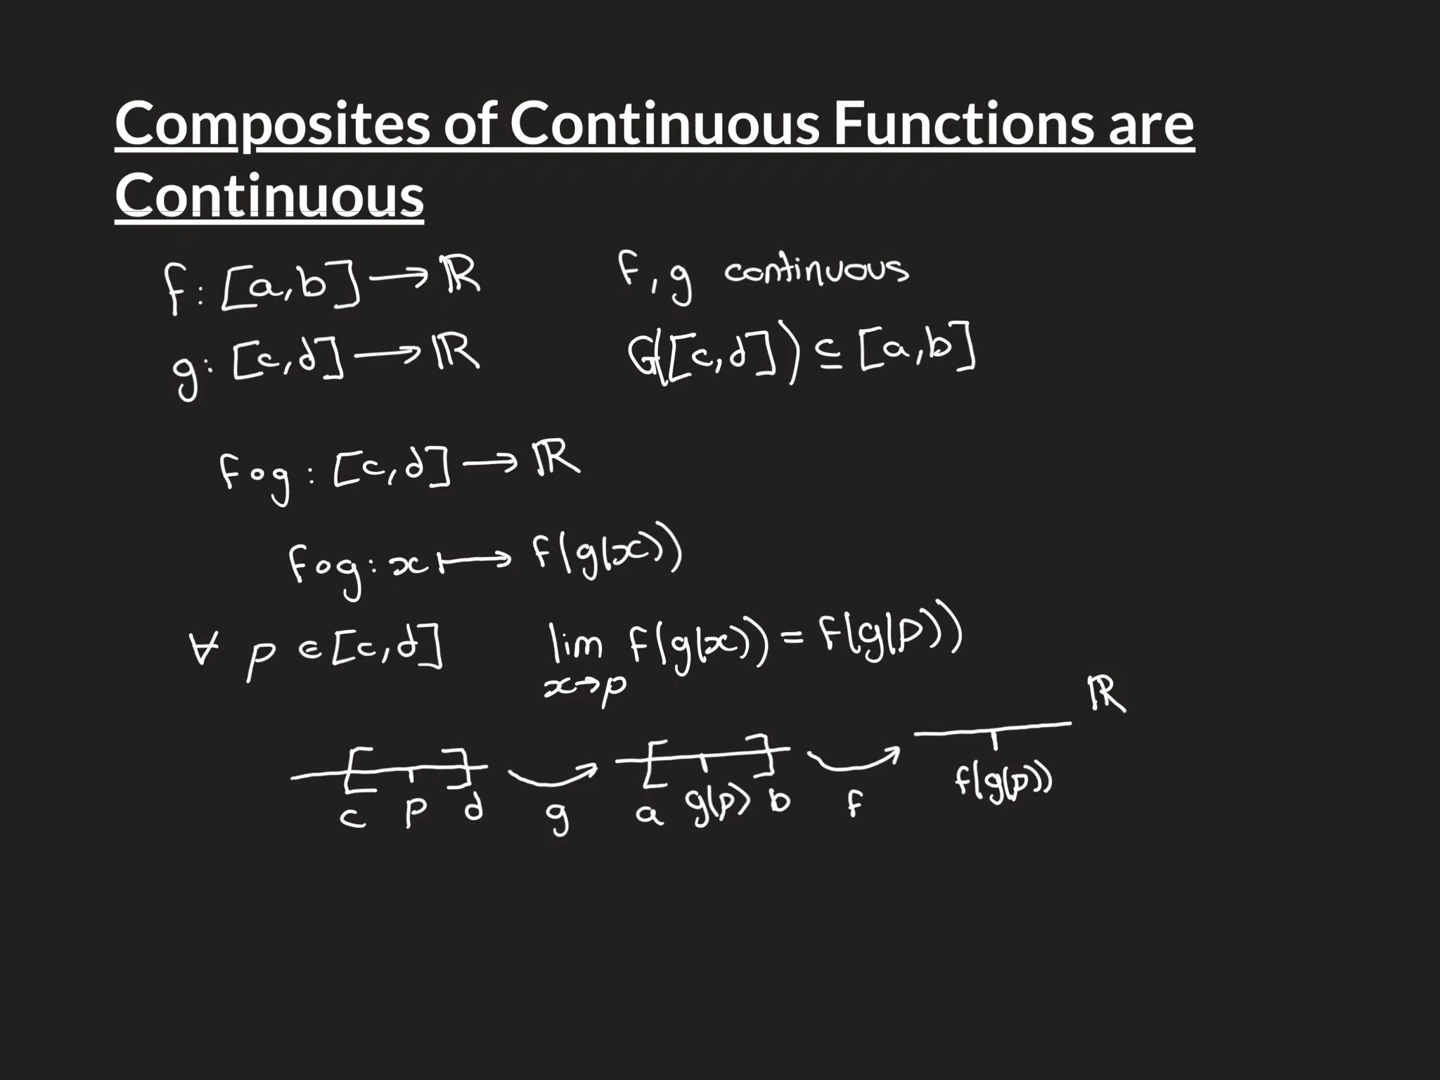 Composites of Continuous Functions are
Continuous
f: [a,b] → ℝ f, g continuous
g: [c,d] → ℝ G([c,d]) ⊆ [a,b]
f∘g: [c,d] → ℝ
f∘g: x ↦ f(g(x))
∀ p ∈ [c,d] lim f(g(x)) = f(g(p))
x→p
ℝ
c p d g a g(p) b f f(g(p))